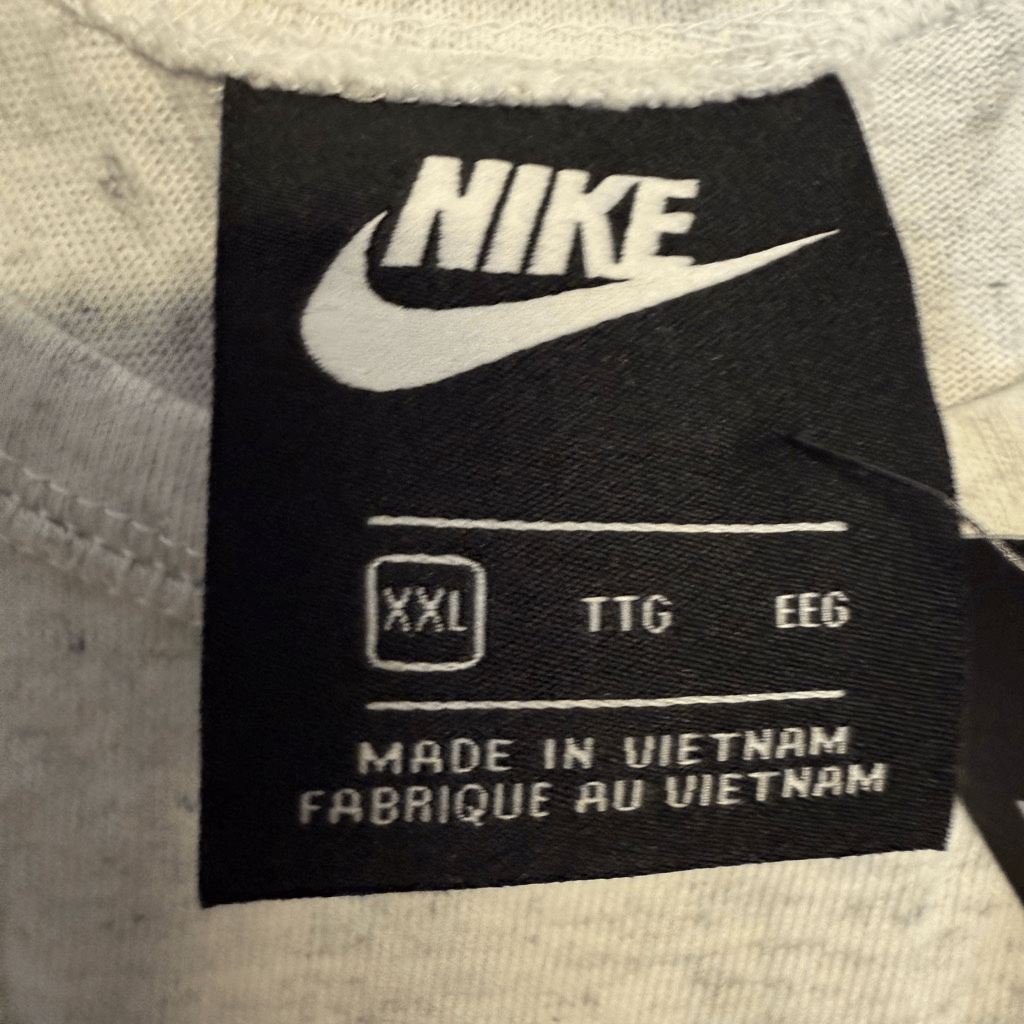 NIKE
XXL TTG EEG
MADE IN VIETNAM
FABRIQUE AU VIETNAM